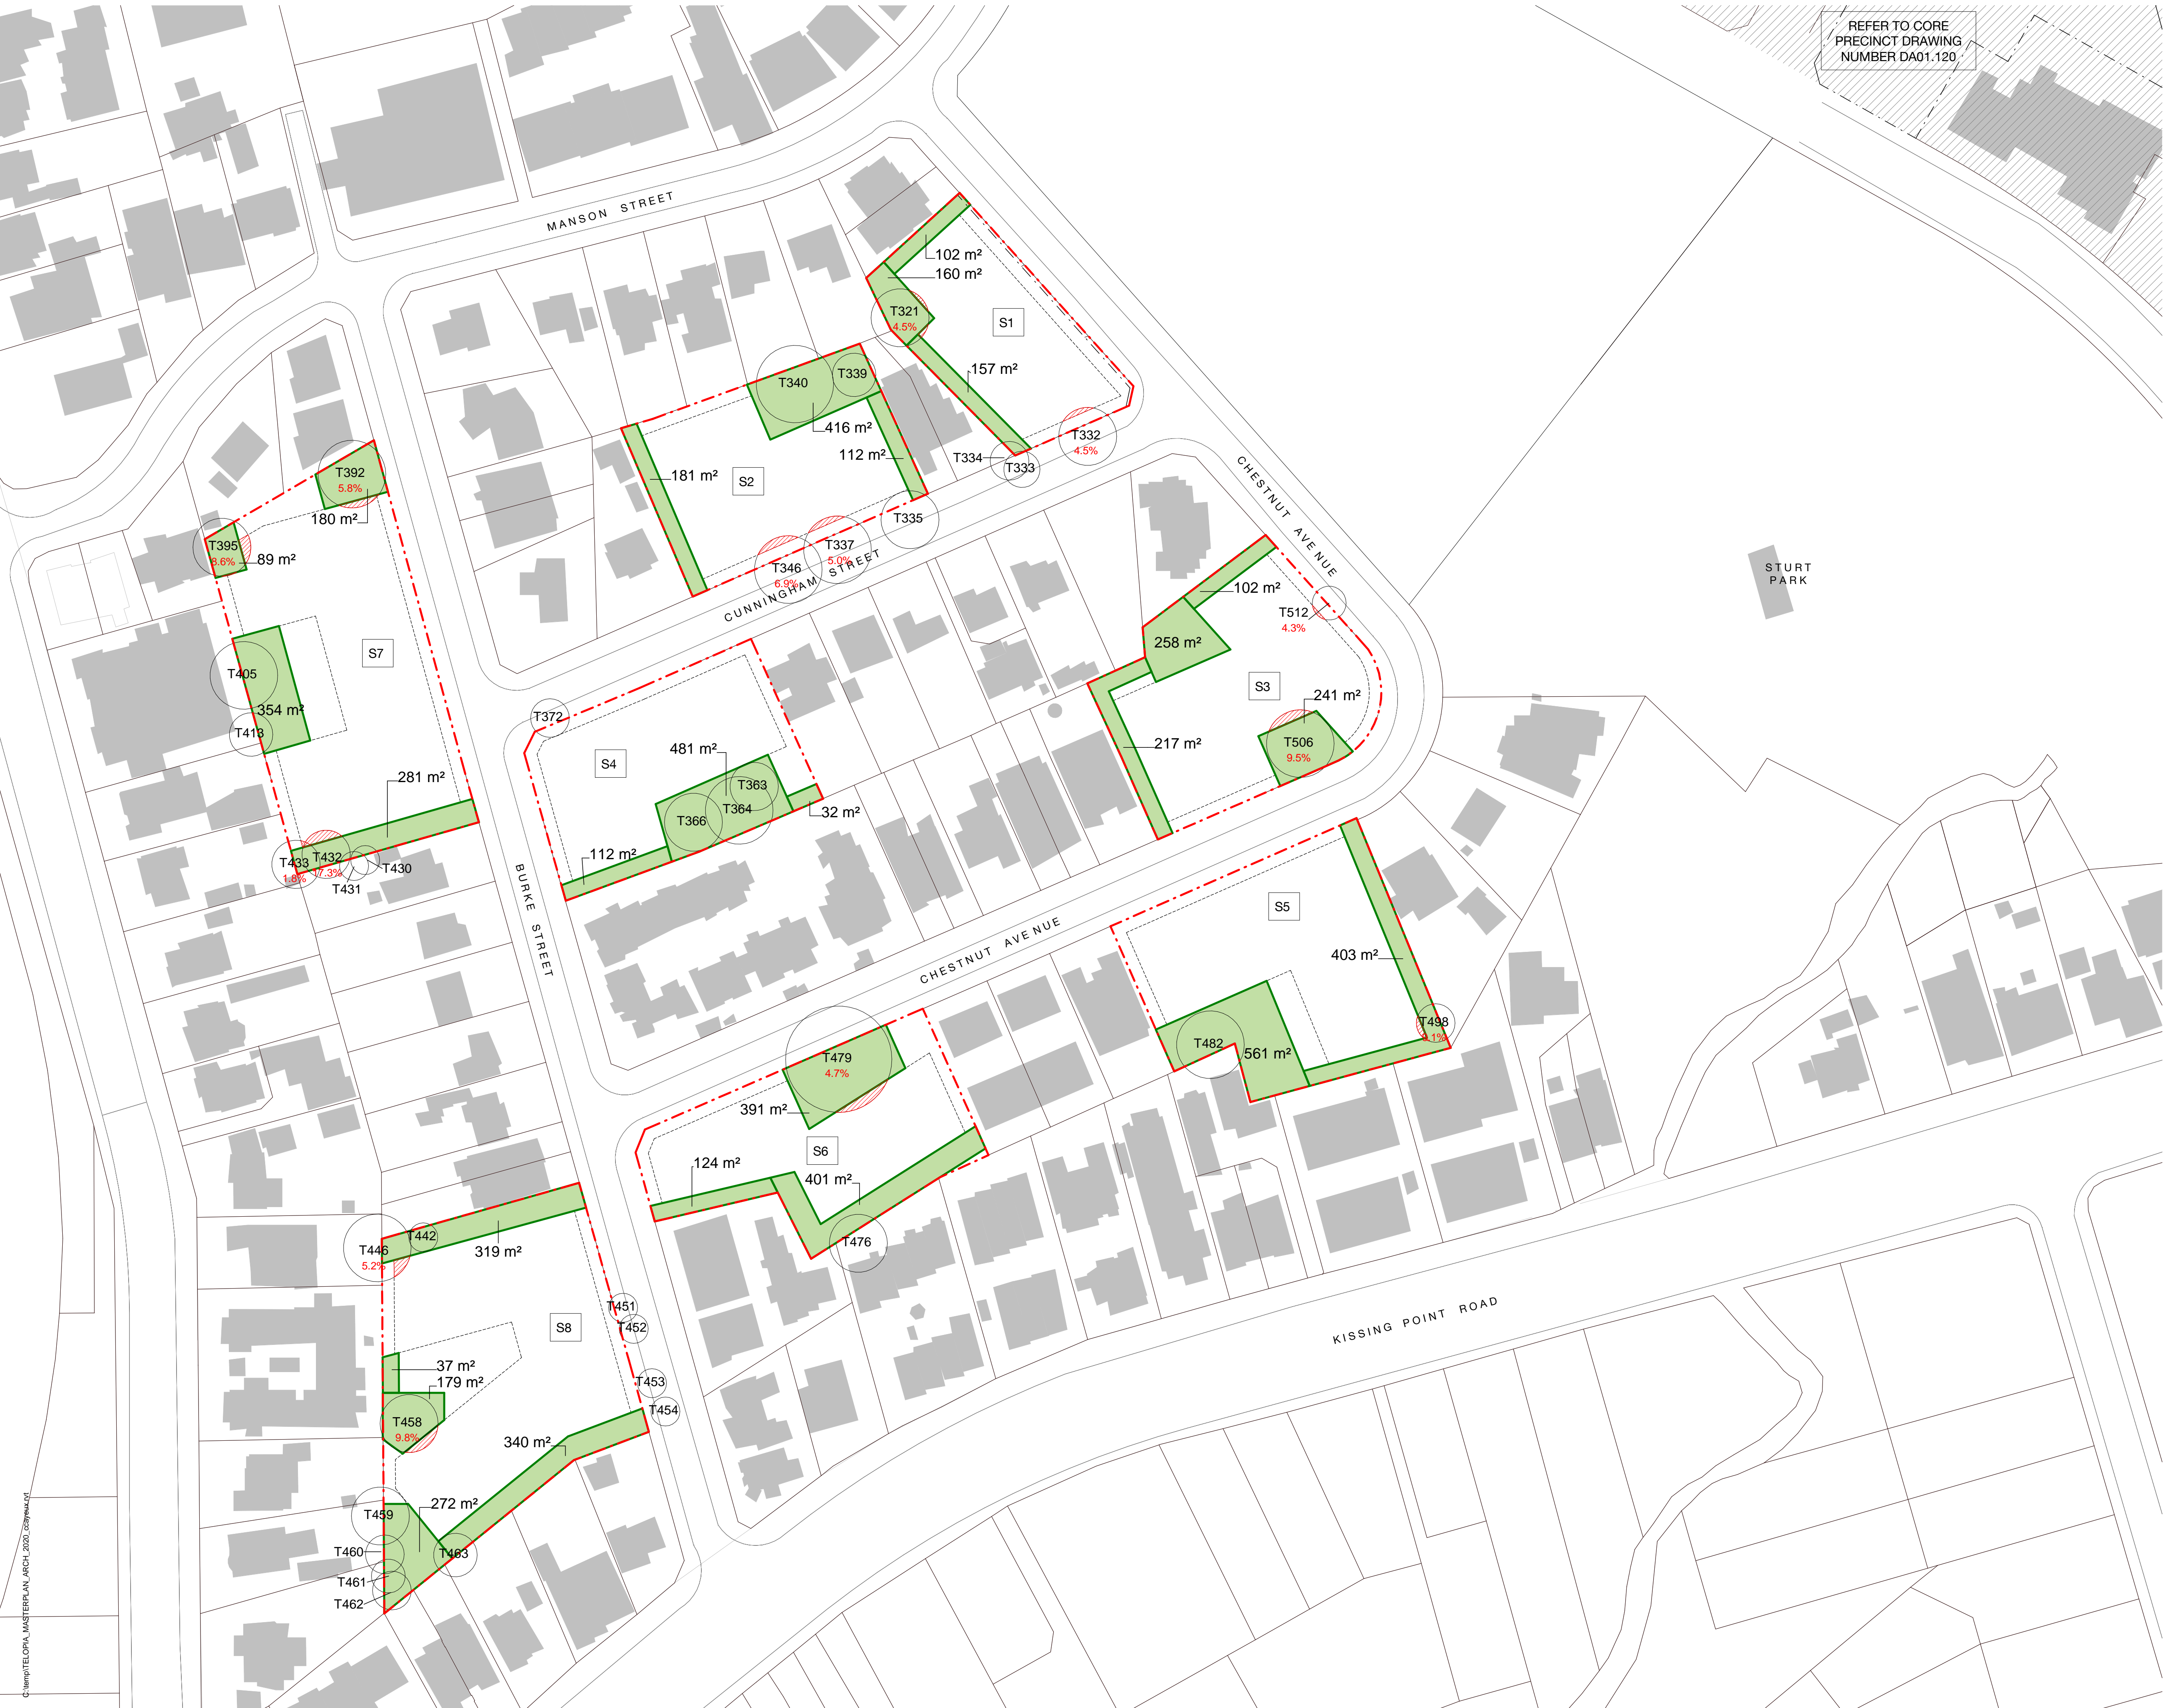 REFER TO CORE
PRECINCT DRAWING
NUMBER DA01.120
MANSON STREET
102 m²
160 m²
T321
4.5%
S1
157 m²
T340
T339
416 m²
112 m²
T332
4.5%
T334
T333
181 m²
S2
T335
T337
5.0%
T346
6.9%
CUNNINGHAM STREET
CHESTNUT AVENUE
T392
5.8%
180 m²
T395
8.6%
89 m²
S7
T405
354 m²
T413
281 m²
T433
1.8%
T432
7.3%
T431
T430
STURT
PARK
102 m²
T512
4.3%
258 m²
S3
241 m²
T506
9.5%
217 m²
T372
S4
481 m²
T363
T364
T366
32 m²
112 m²
BURKE STREET
S5
403 m²
CHESTNUT AVENUE
T498
T482
561 m²
T479
4.7%
391 m²
S6
124 m²
401 m²
T476
T442
T446
5.2%
319 m²
T451
T452
S8
T453
T454
37 m²
179 m²
T458
9.8%
340 m²
272 m²
T459
T460
T463
T461
T462
KISSING POINT ROAD